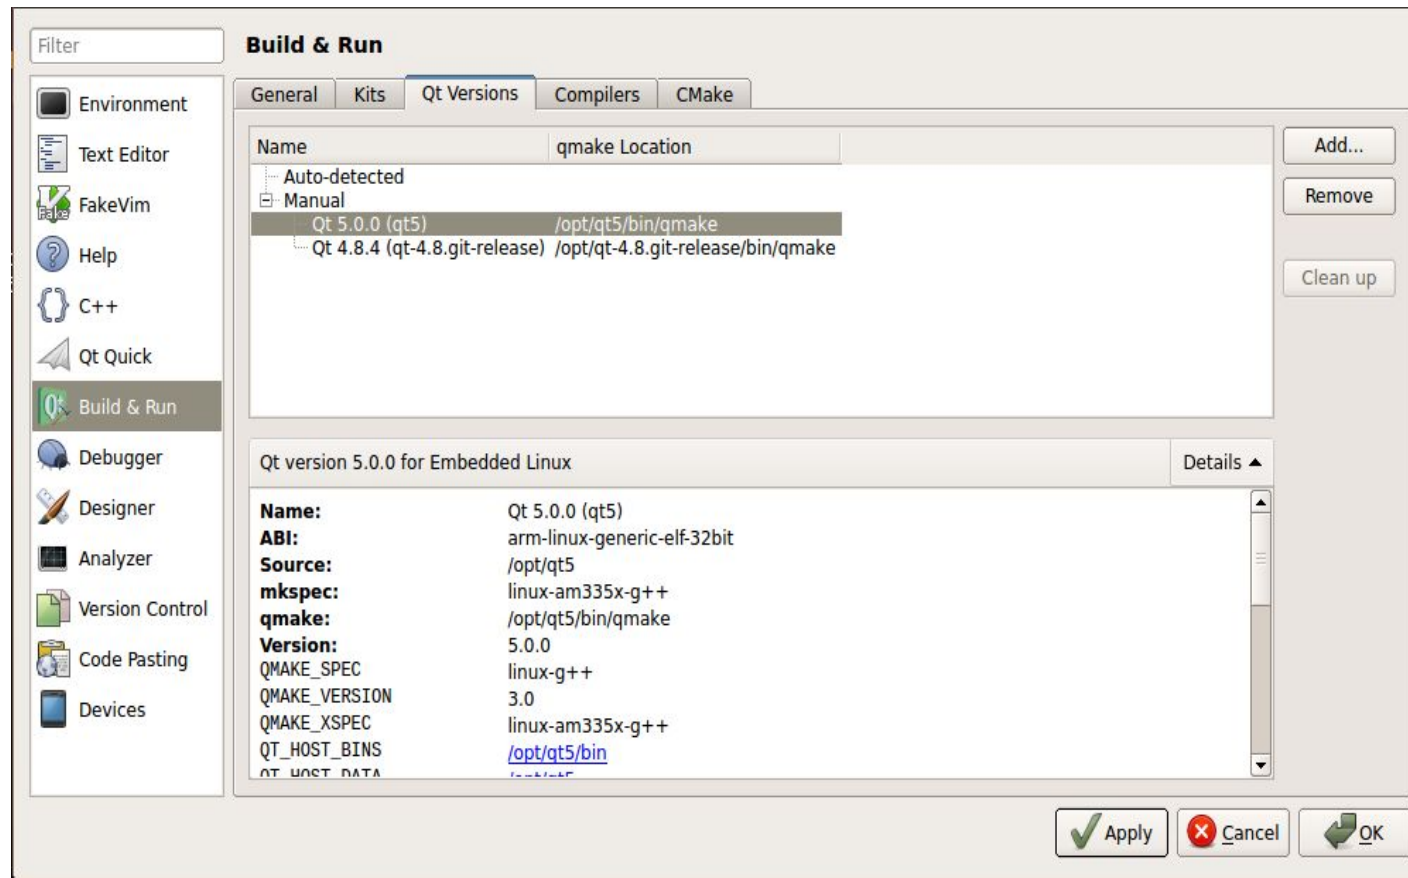 Filter
Build & Run
Environment
Text Editor
FakeVim
Help
C++
Qt Quick
Build & Run
Debugger
Designer
Analyzer
Version Control
Code Pasting
Devices
General Kits Qt Versions Compilers CMake
Name qmake Location
Auto-detected
Manual
Qt 5.0.0 (qt5) /opt/qt5/bin/qmake
Qt 4.8.4 (qt-4.8.git-release) /opt/qt-4.8.git-release/bin/qmake
Add...
Remove
Clean up
Qt version 5.0.0 for Embedded Linux Details
Name: Qt 5.0.0 (qt5)
ABI: arm-linux-generic-elf-32bit
Source: /opt/qt5
mkspec: linux-am335x-g++
qmake: /opt/qt5/bin/qmake
Version: 5.0.0
QMAKE_SPEC linux-g++
QMAKE_VERSION 3.0
QMAKE_XSPEC linux-am335x-g++
QT_HOST_BINS /opt/qt5/bin
QT_HOST_DATA /opt/qt5
Apply Cancel OK